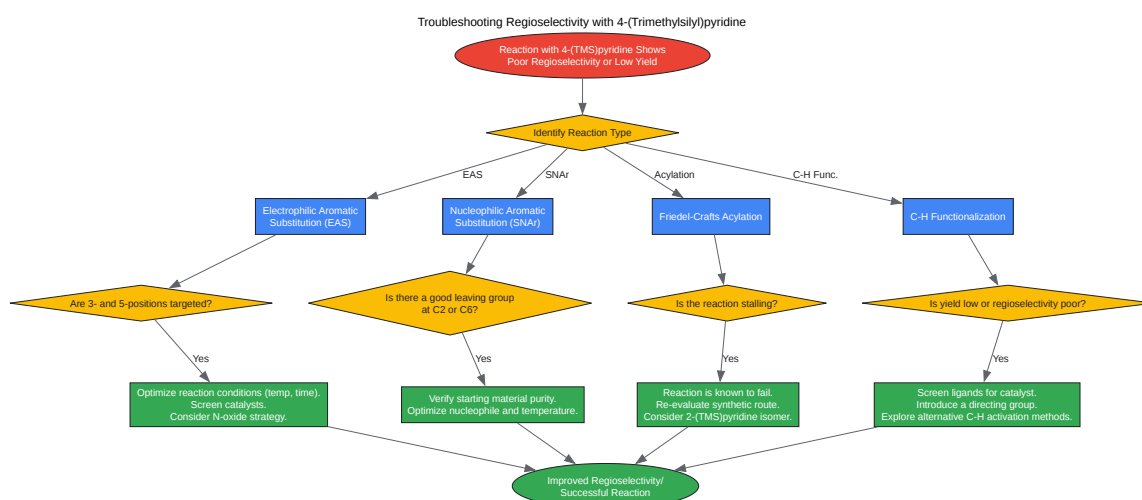 Troubleshooting Regioselectivity with 4-(Trimethylsilyl)pyridine
Reaction with 4-(TMS)pyridine Shows
Poor Regioselectivity or Low Yield
Identify Reaction Type
EAS
SNAr
Acylation
C-H Func.
Electrophilic Aromatic
Substitution (EAS)
Nucleophilic Aromatic
Substitution (SNAr)
Friedel-Crafts Acylation
C-H Functionalization
Are 3- and 5-positions targeted?
Is there a good leaving group
at C2 or C6?
Is the reaction stalling?
Is yield low or regioselectivity poor?
Yes
Yes
Yes
Yes
Optimize reaction conditions (temp, time).
Screen catalysts.
Consider N-oxide strategy.
Verify starting material purity.
Optimize nucleophile and temperature.
Reaction is known to fail.
Re-evaluate synthetic route.
Consider 2-(TMS)pyridine isomer.
Screen ligands for catalyst.
Introduce a directing group.
Explore alternative C-H activation methods.
Improved Regioselectivity/
Successful Reaction